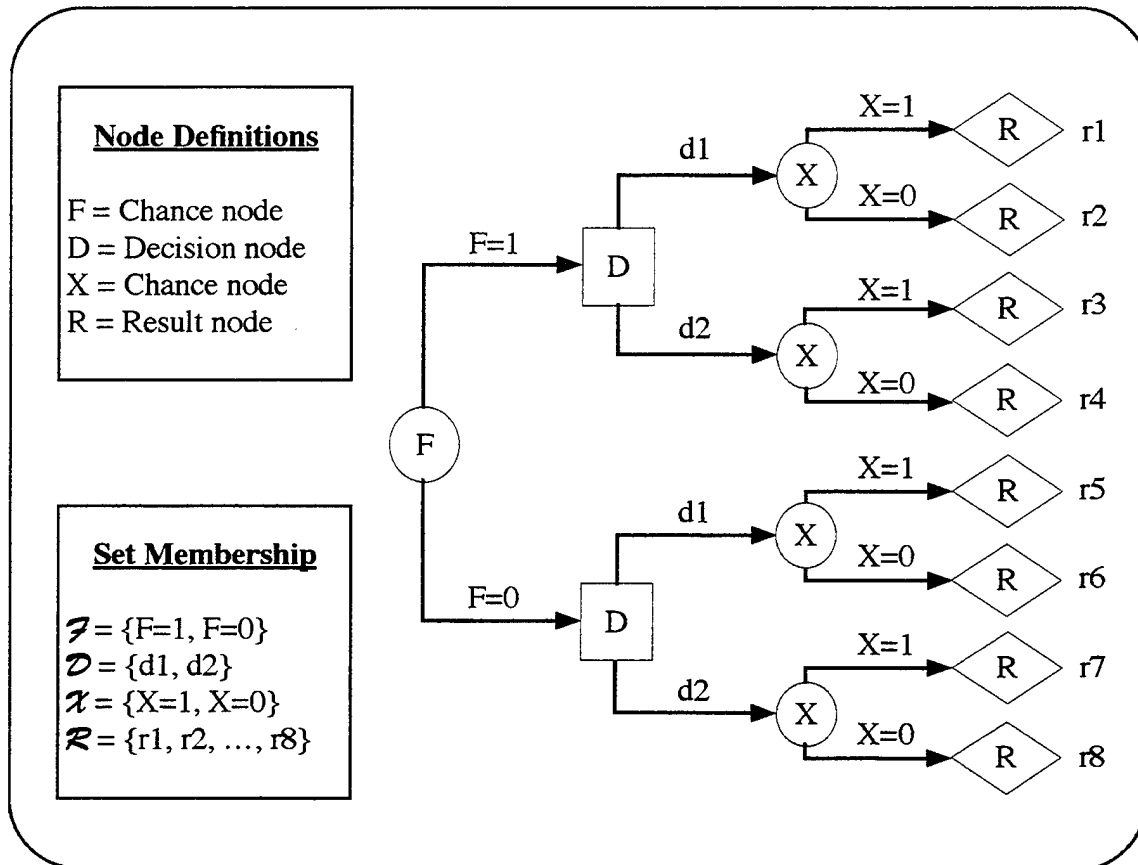 Node Definitions
F = Chance node
D = Decision node
X = Chance node
R = Result node
Set Membership
ℱ = {F=1, F=0}
𝒟 = {d1, d2}
𝒳 = {X=1, X=0}
ℛ = {r1, r2, ..., r8}
F
F=1
D
d1
X
X=1
R
r1
X=0
R
r2
d2
X
X=1
R
r3
X=0
R
r4
F=0
D
d1
X
X=1
R
r5
X=0
R
r6
d2
X
X=1
R
r7
X=0
R
r8